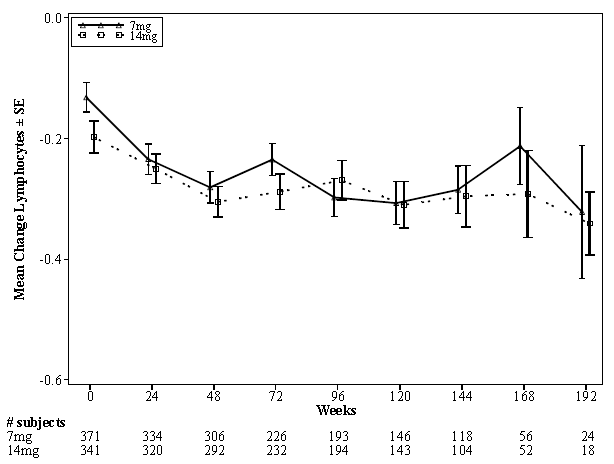 0.0
7mg
14mg
-0.2
-0.4
-0.6
Mean Change Lymphocytes ± SE
0 24 48 72 96 120 144 168 192
Weeks
# subjects
7mg 371 334 306 226 193 146 118 56 24
14mg 341 320 292 232 194 143 104 52 18